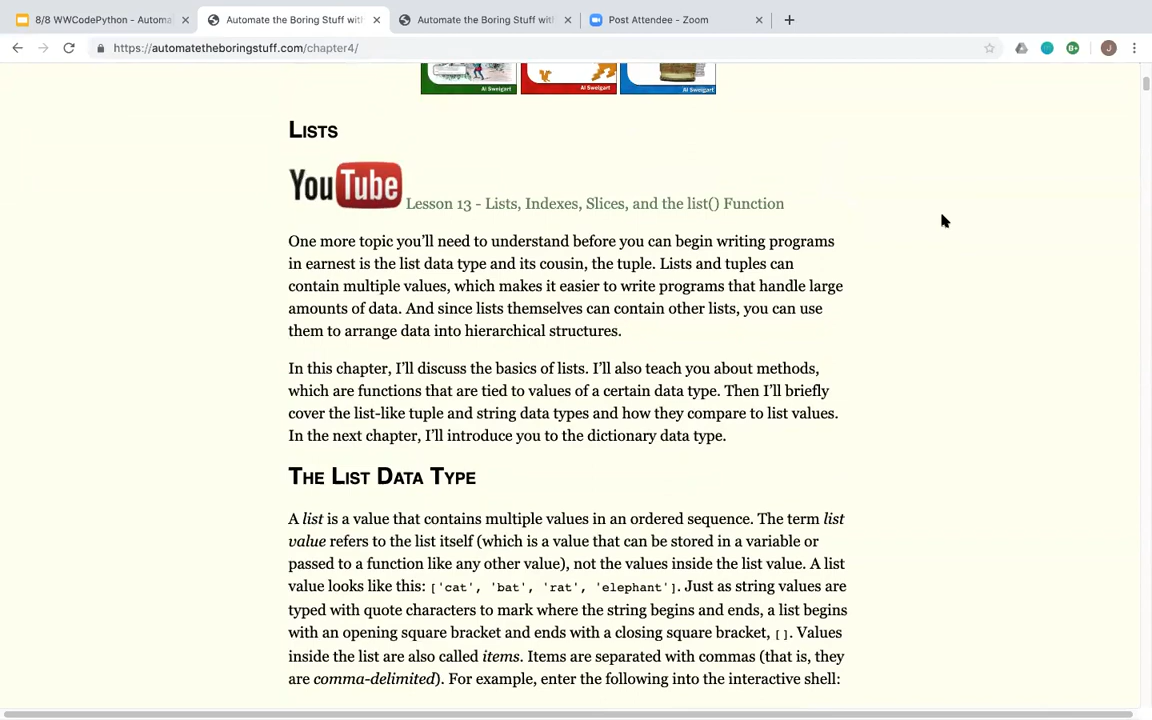 8/8 WWCodePython - Automa
Automate the Boring Stuff with
Automate the Boring Stuff with
Post Attendee - Zoom
https://automatetheboringstuff.com/chapter4/
J
Al Sweigart
Al Sweigart
Al Sweigart
Lists
YouTube
Lesson 13 - Lists, Indexes, Slices, and the list() Function
One more topic you’ll need to understand before you can begin writing programs
in earnest is the list data type and its cousin, the tuple. Lists and tuples can
contain multiple values, which makes it easier to write programs that handle large
amounts of data. And since lists themselves can contain other lists, you can use
them to arrange data into hierarchical structures.
In this chapter, I’ll discuss the basics of lists. I’ll also teach you about methods,
which are functions that are tied to values of a certain data type. Then I’ll briefly
cover the list-like tuple and string data types and how they compare to list values.
In the next chapter, I’ll introduce you to the dictionary data type.
The List Data Type
A list is a value that contains multiple values in an ordered sequence. The term list
value refers to the list itself (which is a value that can be stored in a variable or
passed to a function like any other value), not the values inside the list value. A list
value looks like this: ['cat', 'bat', 'rat', 'elephant']. Just as string values are
typed with quote characters to mark where the string begins and ends, a list begins
with an opening square bracket and ends with a closing square bracket, []. Values
inside the list are also called items. Items are separated with commas (that is, they
are comma-delimited). For example, enter the following into the interactive shell: